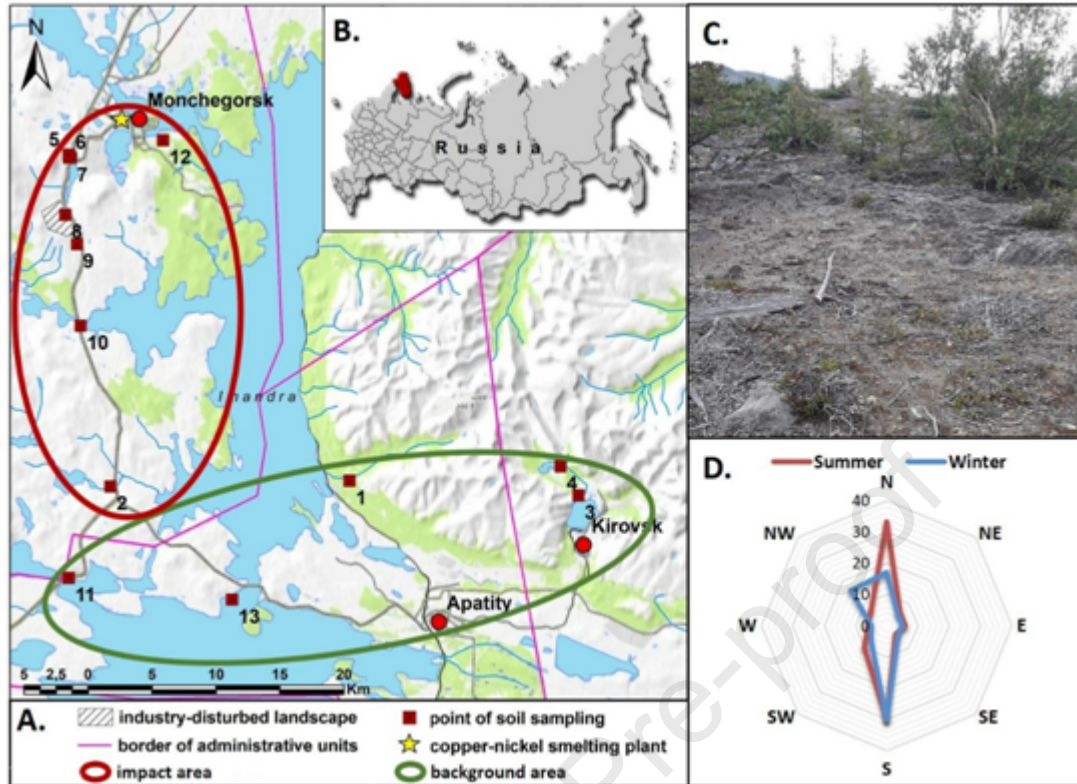 N
Monchegorsk
5
6
7
12
8
9
10
2
1
4
3
Kirovsk
11
13
Apatity
Imandra
5 2,5 0 5 10 20
Km
B.
Russia
C.
D.
Summer Winter
N
40
30
20
10
0
NW
NE
W
E
SW
SE
S
A.
industry-disturbed landscape
point of soil sampling
border of administrative units
copper-nickel smelting plant
impact area
background area
Pre-proof